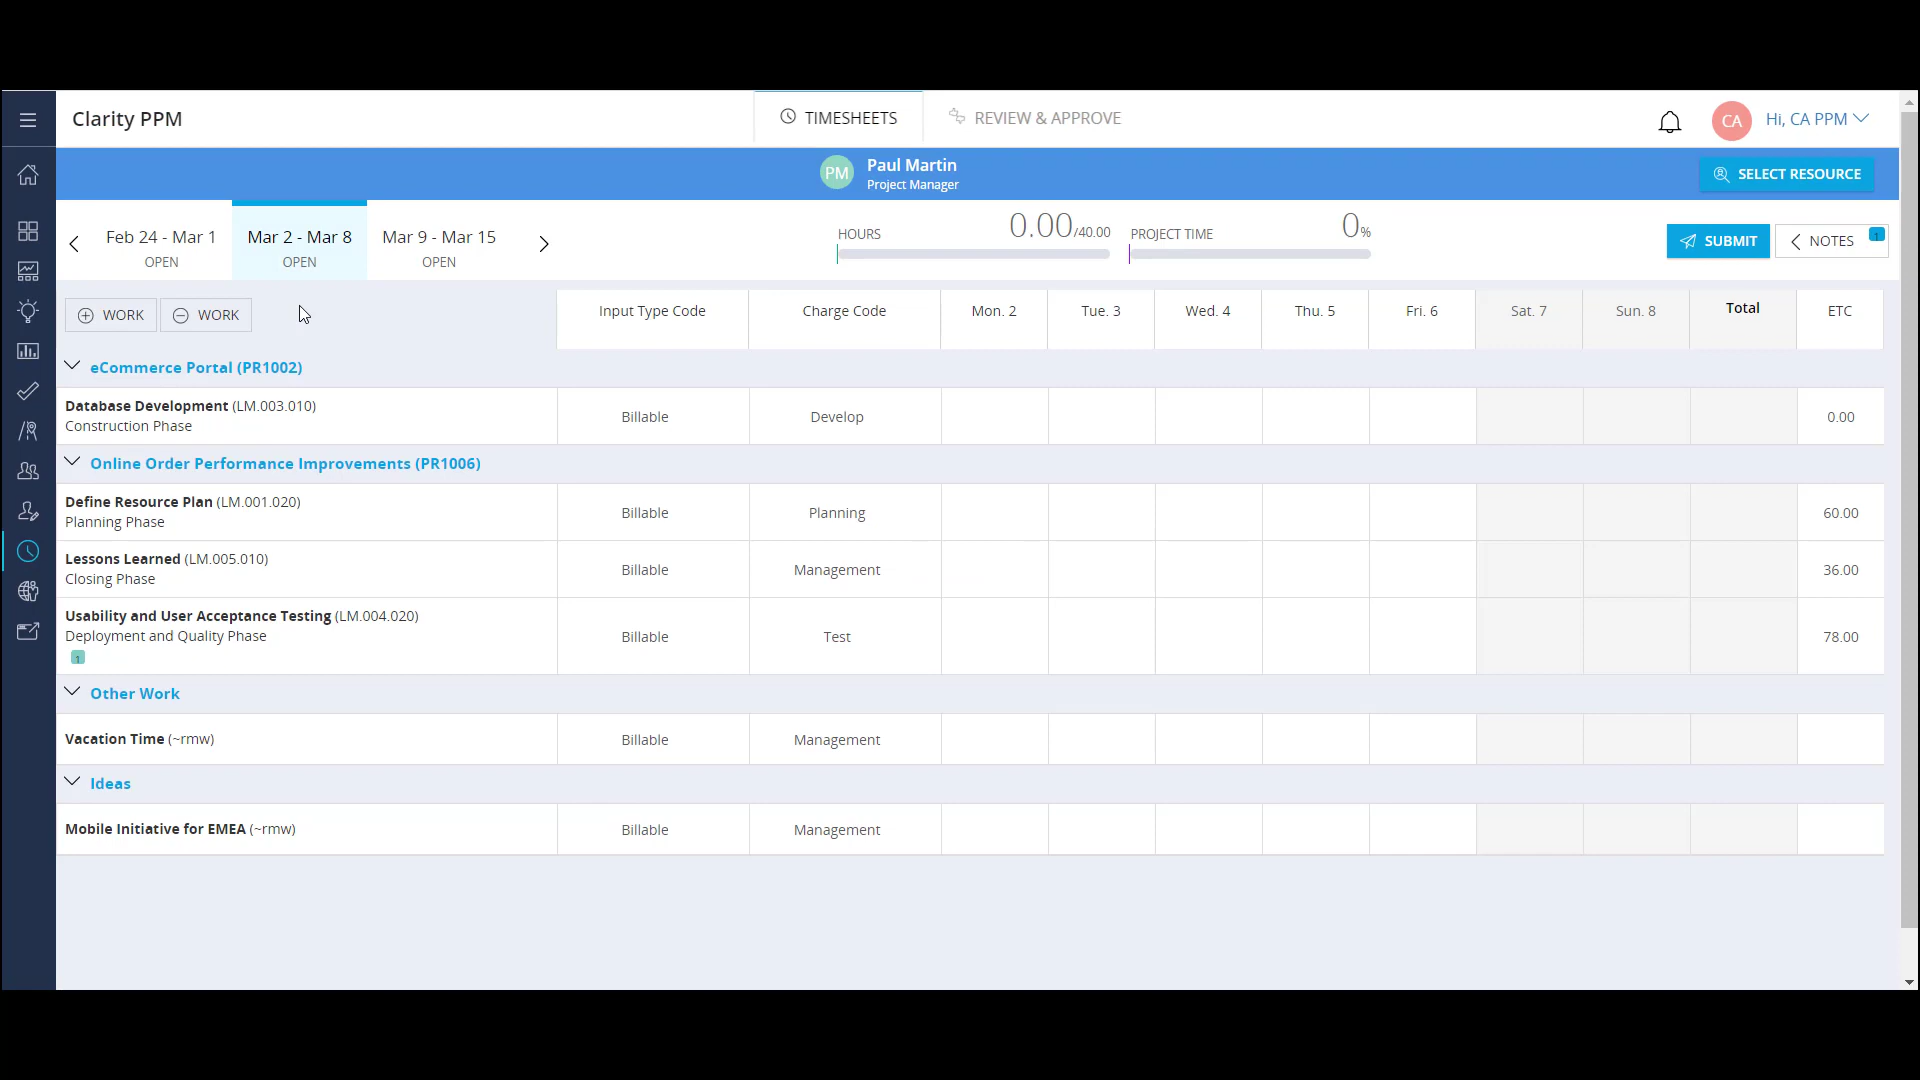 Clarity PPM
TIMESHEETS
REVIEW & APPROVE
CA
Hi, CA PPM
PM
Paul Martin
Project Manager
SELECT RESOURCE
Feb 24 - Mar 1
OPEN
Mar 2 - Mar 8
OPEN
Mar 9 - Mar 15
OPEN
HOURS
0.00/40.00
PROJECT TIME
0%
SUBMIT
NOTES
1
WORK
WORK
Input Type Code
Charge Code
Mon. 2
Tue. 3
Wed. 4
Thu. 5
Fri. 6
Sat. 7
Sun. 8
Total
ETC
eCommerce Portal (PR1002)
Database Development (LM.003.010)
Construction Phase
Billable
Develop
0.00
Online Order Performance Improvements (PR1006)
Define Resource Plan (LM.001.020)
Planning Phase
Billable
Planning
60.00
Lessons Learned (LM.005.010)
Closing Phase
Billable
Management
36.00
Usability and User Acceptance Testing (LM.004.020)
Deployment and Quality Phase
1
Billable
Test
78.00
Other Work
Vacation Time (~rmw)
Billable
Management
Ideas
Mobile Initiative for EMEA (~rmw)
Billable
Management